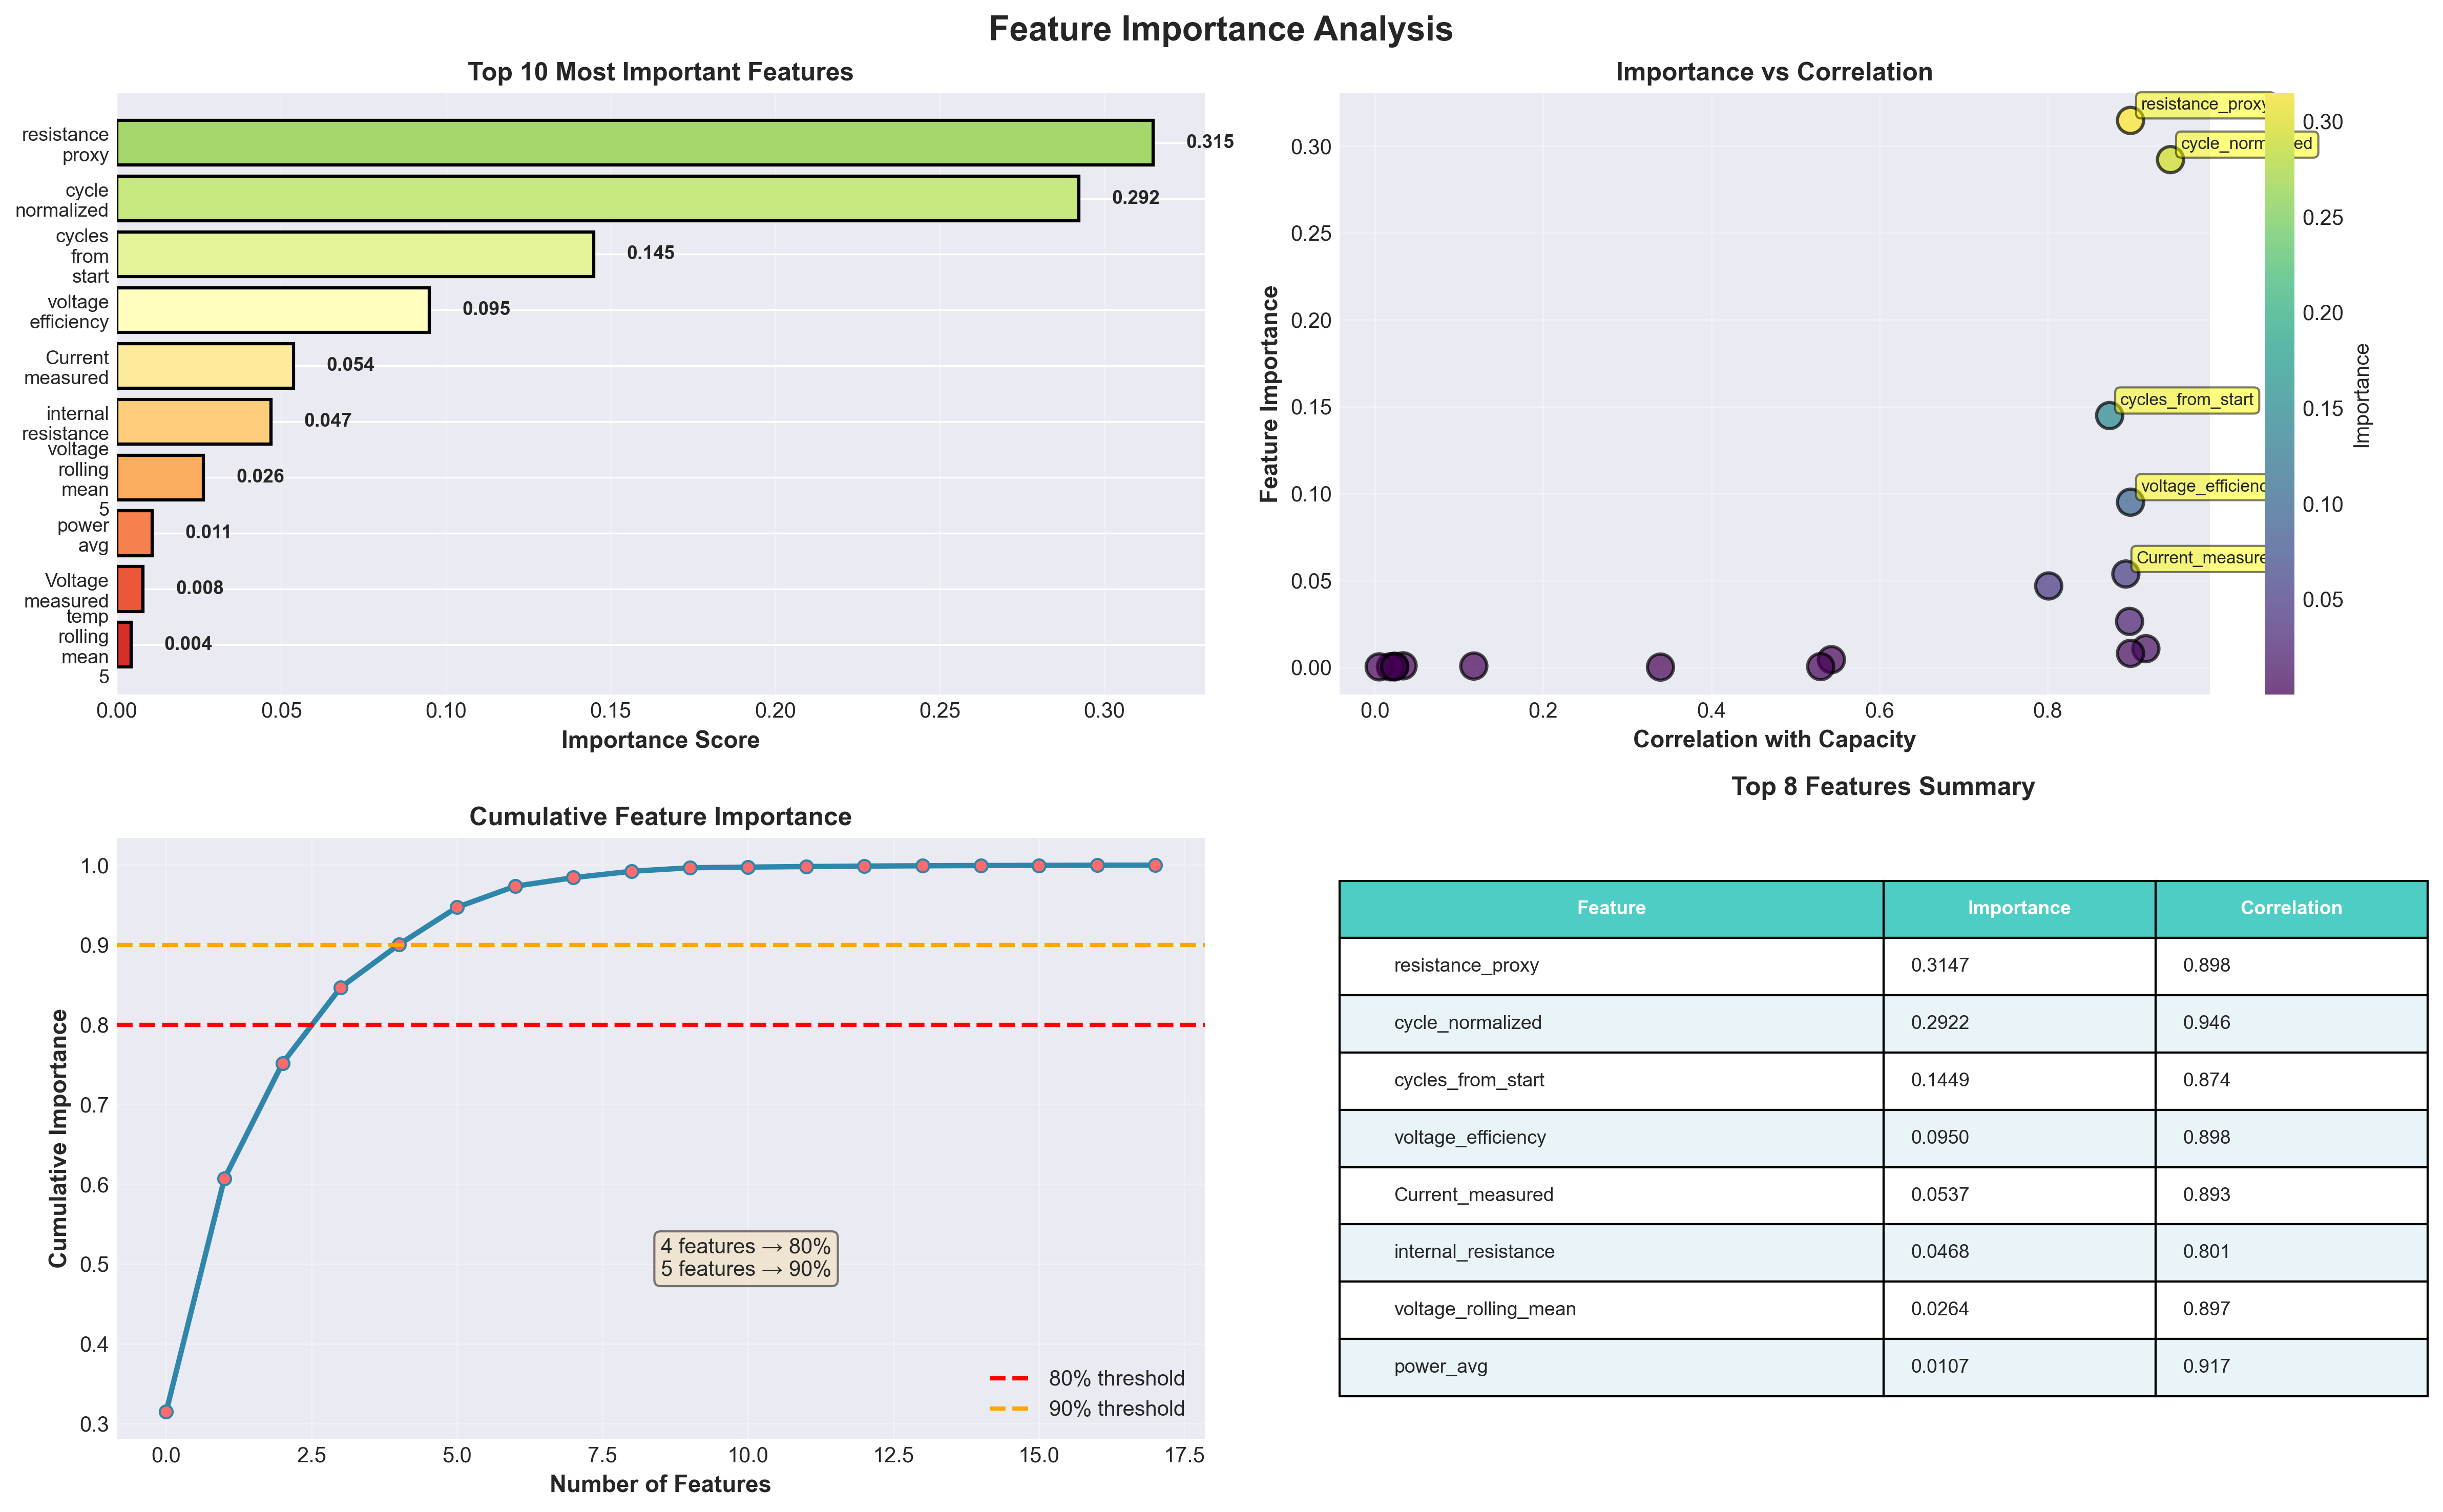 Feature Importance Analysis
Top 10 Most Important Features
resistance
proxy
0.315
cycle
normalized
0.292
cycles
from
start
0.145
voltage
efficiency
0.095
Current
measured
0.054
internal
resistance
0.047
voltage
rolling
mean
5
0.026
power
avg
0.011
Voltage
measured
0.008
temp
rolling
mean
5
0.004
0.00 0.05 0.10 0.15 0.20 0.25 0.30
Importance Score
Importance vs Correlation
Feature Importance
0.30
0.25
0.20
0.15
0.10
0.05
0.00
resistance_proxy
cycle_normalized
cycles_from_start
voltage_efficienc
Current_measure
0.0 0.2 0.4 0.6 0.8
Correlation with Capacity
0.30
0.25
0.20
0.15
0.10
0.05
Importance
Cumulative Feature Importance
Cumulative Importance
1.0
0.9
0.8
0.7
0.6
0.5
0.4
0.3
4 features → 80%
5 features → 90%
80% threshold
90% threshold
0.0 2.5 5.0 7.5 10.0 12.5 15.0 17.5
Number of Features
Top 8 Features Summary
Feature Importance Correlation
resistance_proxy 0.3147 0.898
cycle_normalized 0.2922 0.946
cycles_from_start 0.1449 0.874
voltage_efficiency 0.0950 0.898
Current_measured 0.0537 0.893
internal_resistance 0.0468 0.801
voltage_rolling_mean 0.0264 0.897
power_avg 0.0107 0.917